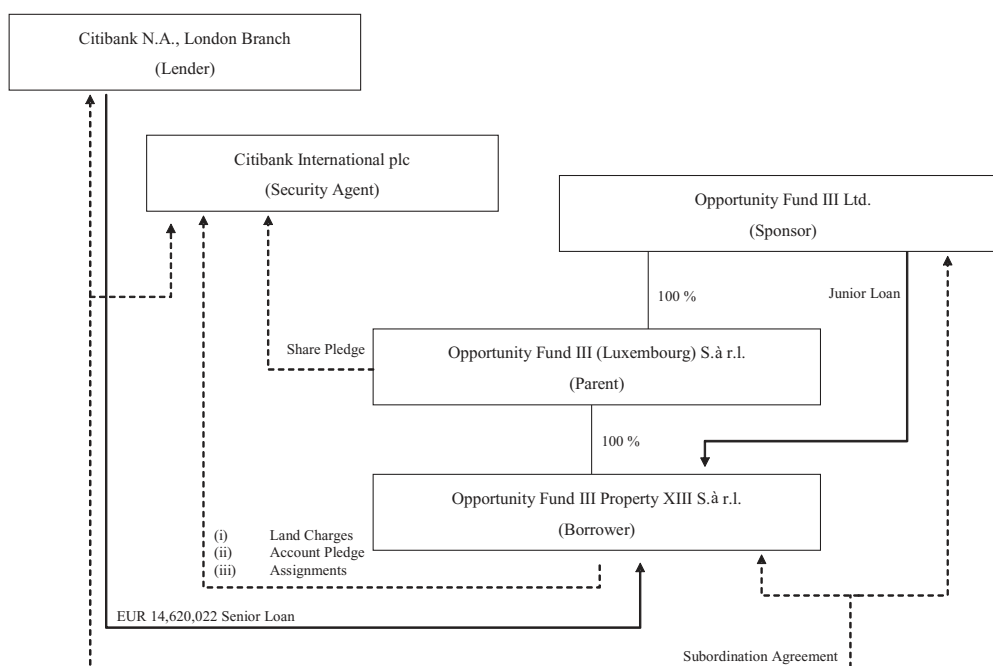 Citibank N.A., London Branch
(Lender)
Citibank International plc
(Security Agent)
Opportunity Fund III Ltd.
(Sponsor)
100 %
Junior Loan
Share Pledge
Opportunity Fund III (Luxembourg) S.à r.l.
(Parent)
100 %
Opportunity Fund III Property XIII S.à r.l.
(Borrower)
(i) Land Charges
(ii) Account Pledge
(iii) Assignments
EUR 14,620,022 Senior Loan
Subordination Agreement